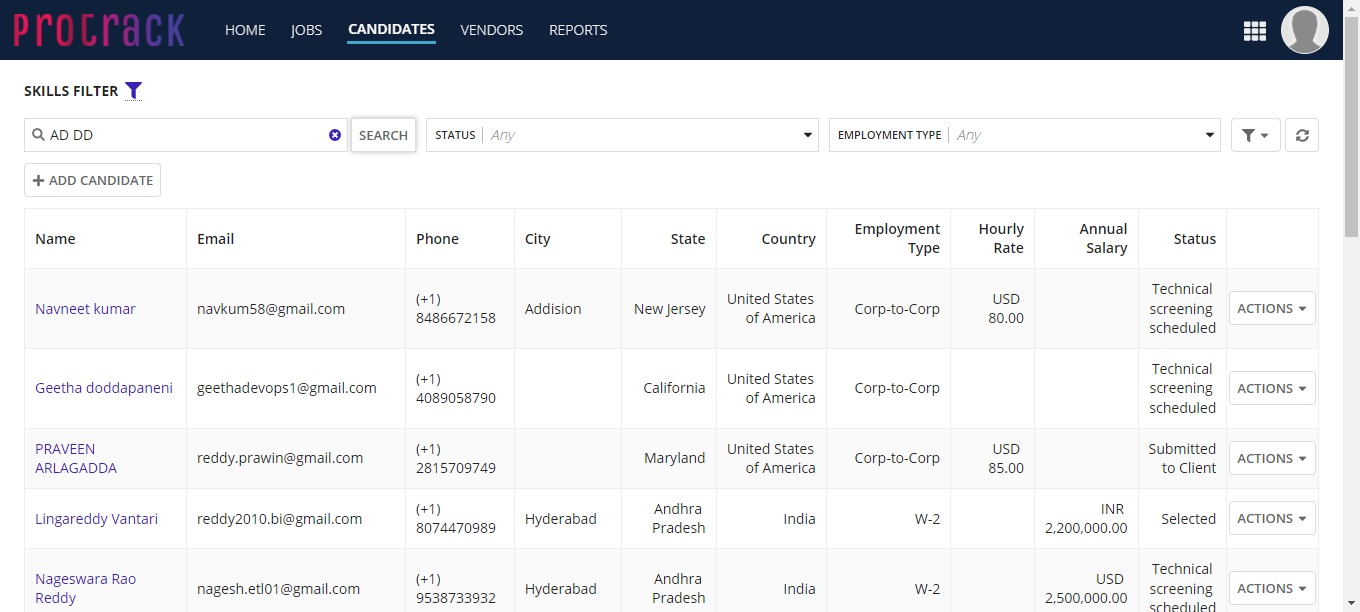 protrack
HOME JOBS CANDIDATES VENDORS REPORTS
SKILLS FILTER
AD DD SEARCH STATUS Any EMPLOYMENT TYPE Any
ADD CANDIDATE
Name Email Phone City State Country Employment Type Hourly Rate Annual Salary Status
Navneet kumar navkum58@gmail.com (+1) 8486672158 Addision New Jersey United States of America Corp-to-Corp USD 80.00 Technical screening scheduled ACTIONS
Geetha doddapaneni geethadevops1@gmail.com (+1) 4089058790 California United States of America Corp-to-Corp Technical screening scheduled ACTIONS
PRAVEEN ARLAGADDA reddy.prawin@gmail.com (+1) 2815709749 Maryland United States of America Corp-to-Corp USD 85.00 Submitted to Client ACTIONS
Lingareddy Vantari reddy2010.bi@gmail.com (+1) 8074470989 Hyderabad Andhra Pradesh India W-2 INR 2,200,000.00 Selected ACTIONS
Nageswara Rao Reddy nagesh.etl01@gmail.com (+1) 9538733932 Hyderabad Andhra Pradesh India W-2 USD 2,500,000.00 Technical screening scheduled ACTIONS